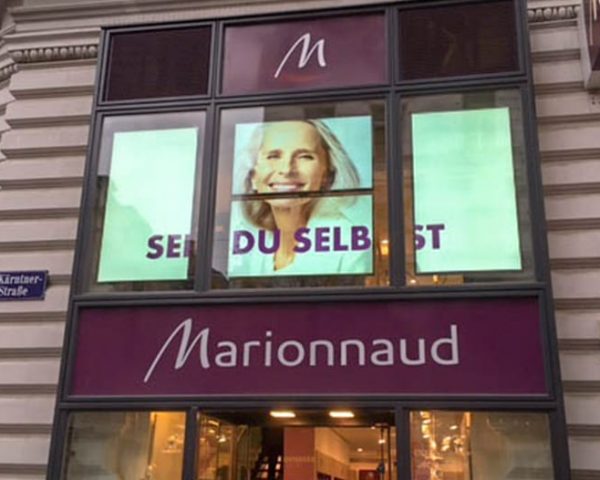 M
SEI DU SELBST
Kärntner-
Straße
Marionnaud